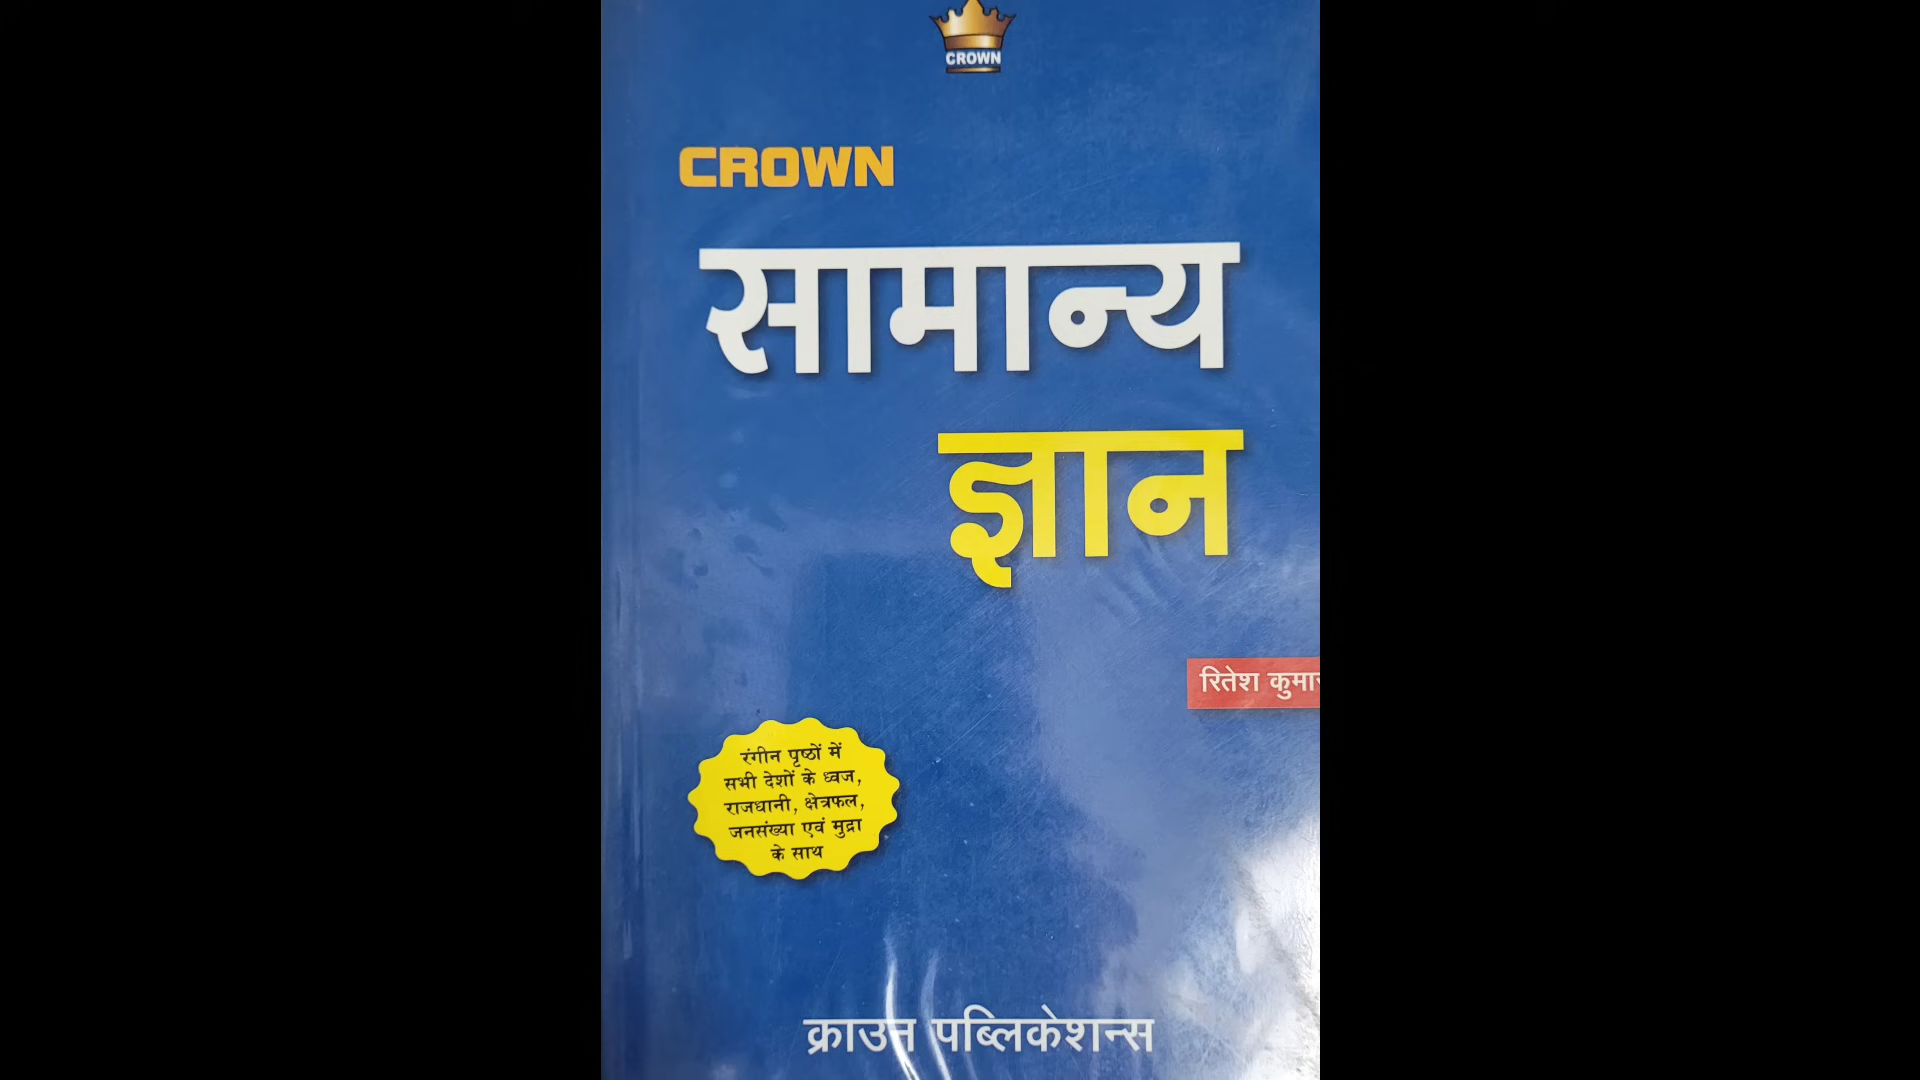 CROWN
CROWN
सामान्य
ज्ञान
रितेश कुमार
रंगीन पृष्ठों में
सभी देशों के ध्वज,
राजधानी, क्षेत्रफल,
जनसंख्या एवं मुद्रा
के साथ
क्राउन पब्लिकेशन्स